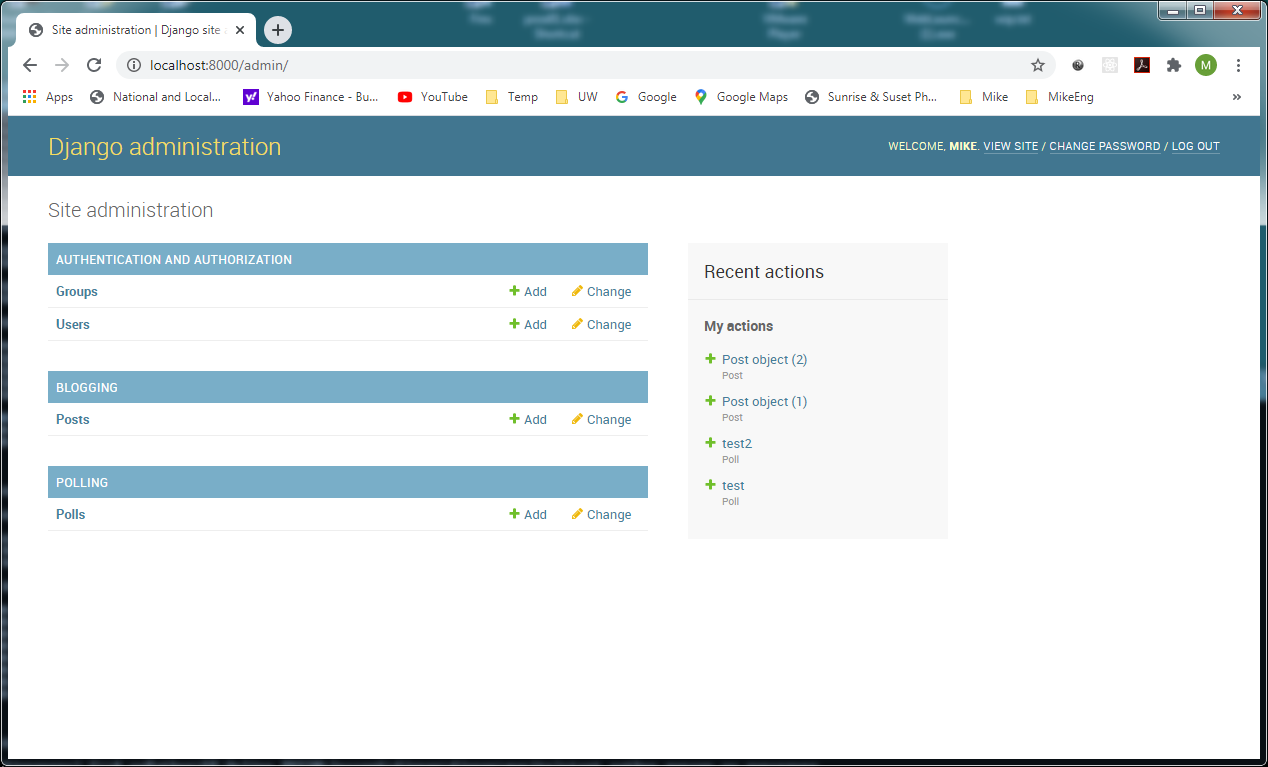 Site administration | Django site
localhost:8000/admin/
M
Apps National and Local... Yahoo Finance - Bu... YouTube Temp UW Google Google Maps Sunrise & Suset Ph... Mike MikeEng »
Django administration
WELCOME, MIKE. VIEW SITE / CHANGE PASSWORD / LOG OUT
Site administration
AUTHENTICATION AND AUTHORIZATION
Groups Add Change
Users Add Change
BLOGGING
Posts Add Change
POLLING
Polls Add Change
Recent actions
My actions
Post object (2)
Post
Post object (1)
Post
test2
Poll
test
Poll